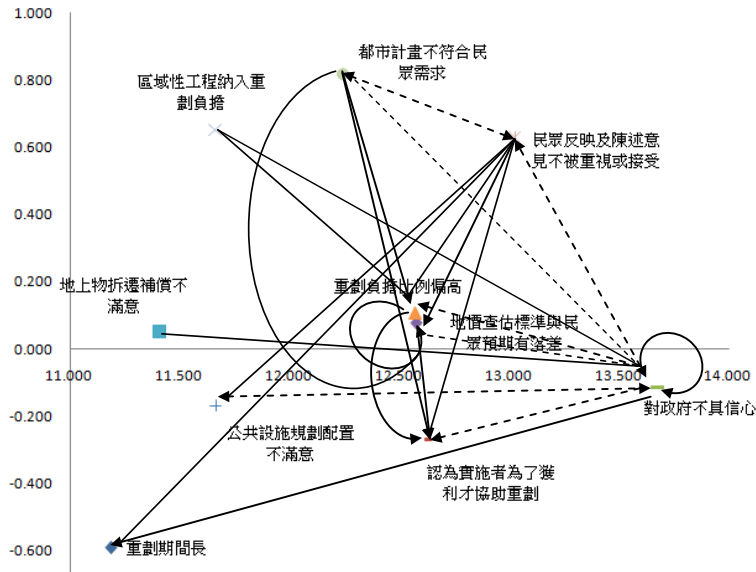 1.000
都市計畫不符合民
眾需求
0.800
區域性工程納入重
劃負擔
0.600
民眾反映及陳述意
見不被重視或接受
0.400
0.200
地上物拆遷補償不
滿意
重劃負擔比例偏高
地價查估標準與民
眾預期有落差
0.000
11.000
11.500
12.000
12.500
13.000
13.500
14.000
-0.200
公共設施規劃配置
不滿意
對政府不具信心
-0.400
認為實施者為了獲
利才協助重劃
-0.600
重劃期間長